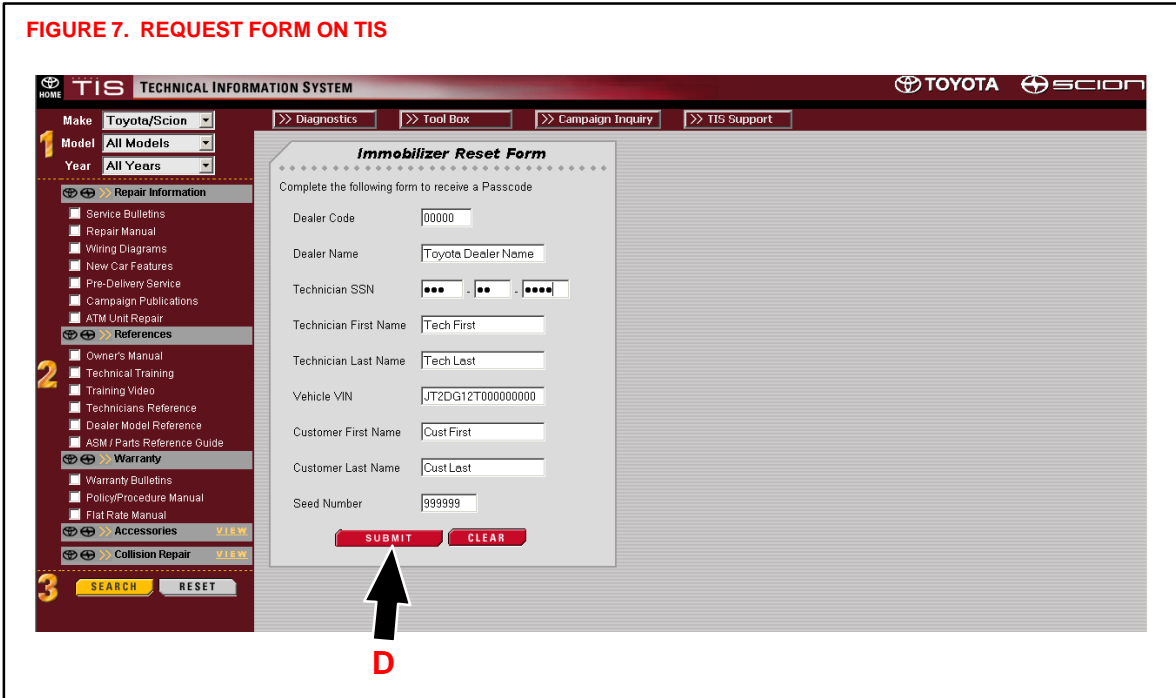 FIGURE 7. REQUEST FORM ON TIS
HOME TIS TECHNICAL INFORMATION SYSTEM TOYOTA SCION
>> Diagnostics >> Tool Box >> Campaign Inquiry >> TIS Support
1
Make Toyota/Scion
Model All Models
Year All Years
>> Repair Information
Service Bulletins
Repair Manual
Wiring Diagrams
New Car Features
Pre-Delivery Service
Campaign Publications
ATM Unit Repair
>> References
2
Owner's Manual
Technical Training
Training Video
Technicians Reference
Dealer Model Reference
ASM / Parts Reference Guide
>> Warranty
Warranty Bulletins
Policy/Procedure Manual
Flat Rate Manual
>> Accessories VIEW
>> Collision Repair VIEW
3
SEARCH RESET
Immobilizer Reset Form
Complete the following form to receive a Passcode
Dealer Code 00000
Dealer Name Toyota Dealer Name
Technician SSN ••• - •• - ••••
Technician First Name Tech First
Technician Last Name Tech Last
Vehicle VIN JT2DG12T000000000
Customer First Name Cust First
Customer Last Name Cust Last
Seed Number 999999
SUBMIT CLEAR
D